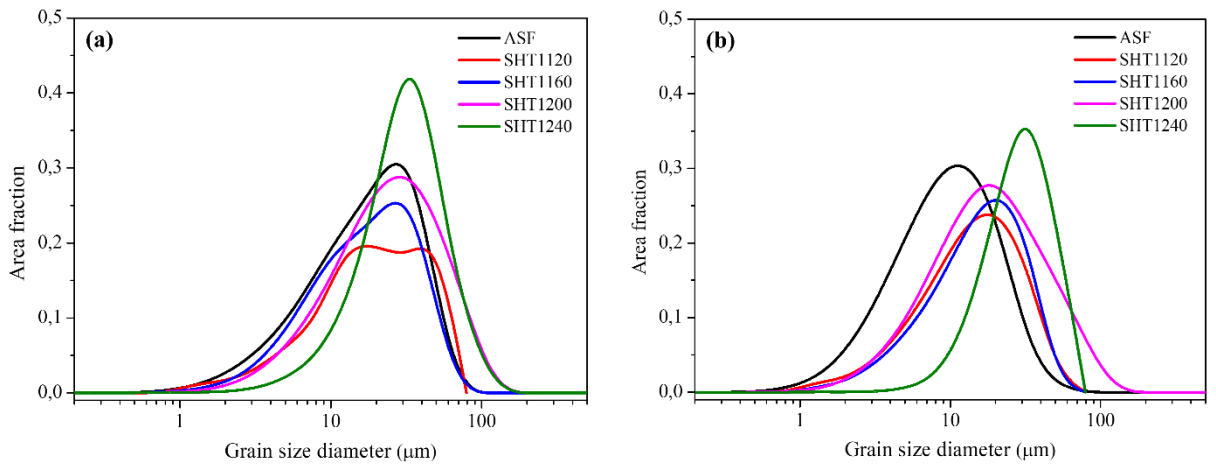 (a)
ASF
SHT1120
SHT1160
SHT1200
SHT1240
0,5
0,4
0,3
0,2
0,1
0,0
Area fraction
1 10 100
Grain size diameter (μm)
(b)
ASF
SHT1120
SHT1160
SHT1200
SHT1240
0,5
0,4
0,3
0,2
0,1
0,0
Area fraction
1 10 100
Grain size diameter (μm)